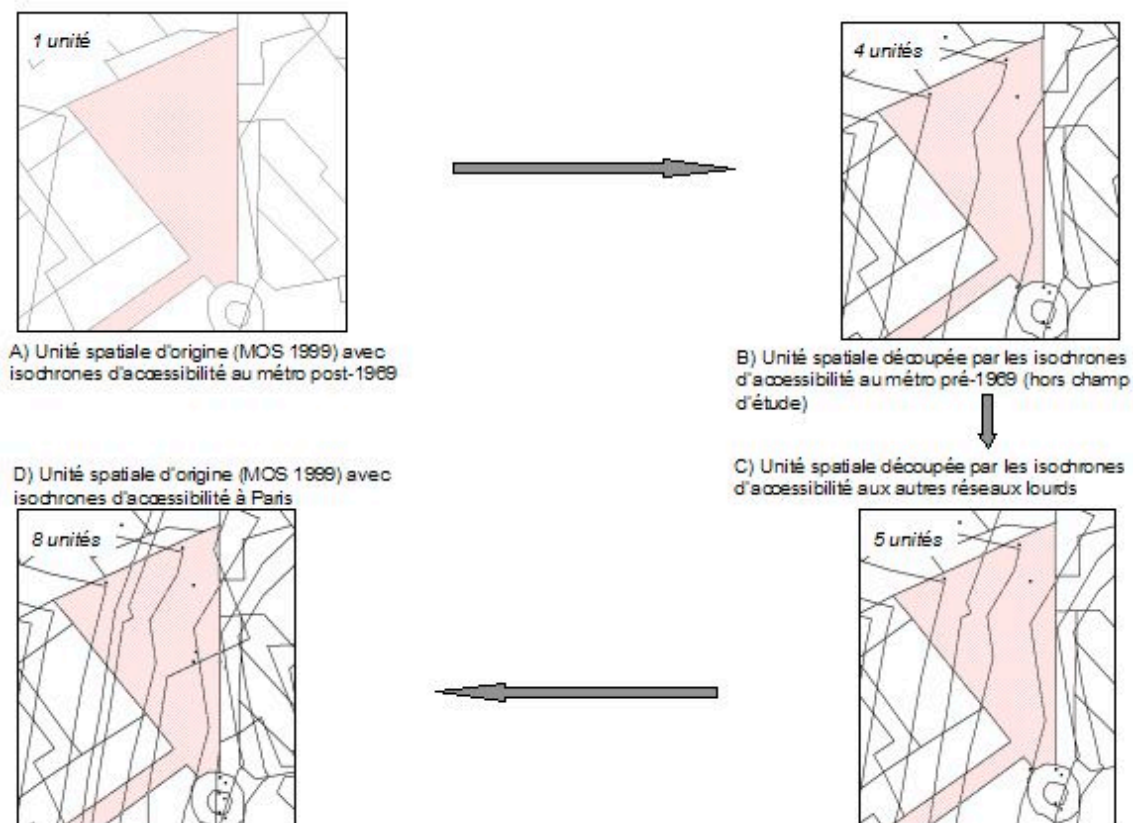 1 unité
A) Unité spatiale d'origine (MOS 1999) avec
isochrones d'accessibilité au métro post-1969
4 unités
B) Unité spatiale découpée par les isochrones
d'accessibilité au métro pré-1969 (hors champ
d'étude)
C) Unité spatiale découpée par les isochrones
d'accessibilité aux autres réseaux lourds
5 unités
D) Unité spatiale d'origine (MOS 1999) avec
isochrones d'accessibilité à Paris
8 unités